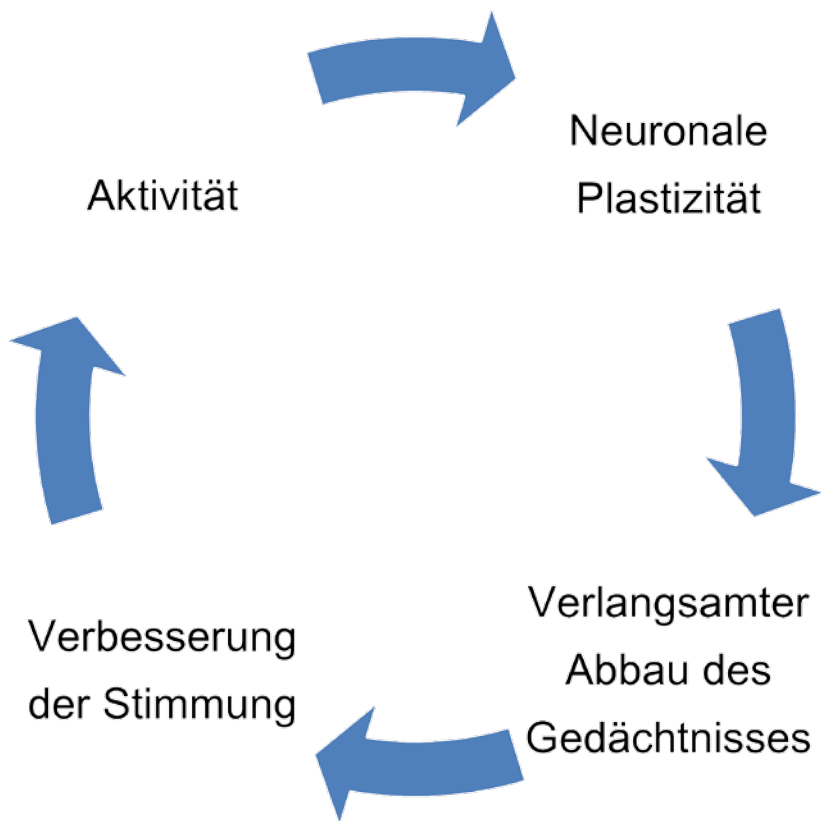 Aktivität
Neuronale
Plastizität
Verlangsamter
Abbau des
Gedächtnisses
Verbesserung
der Stimmung